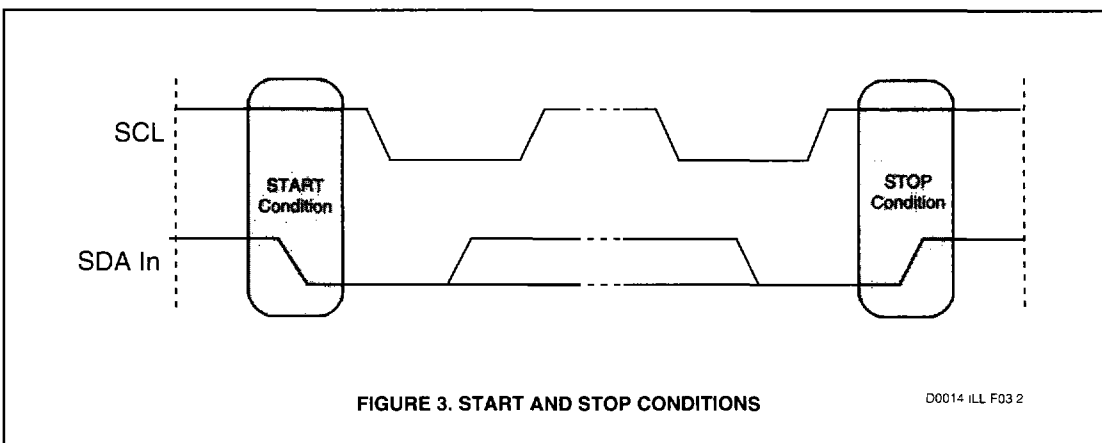 SCL
START
Condition
STOP
Condition
SDA In
FIGURE 3. START AND STOP CONDITIONS
D0014 ILL F03 2